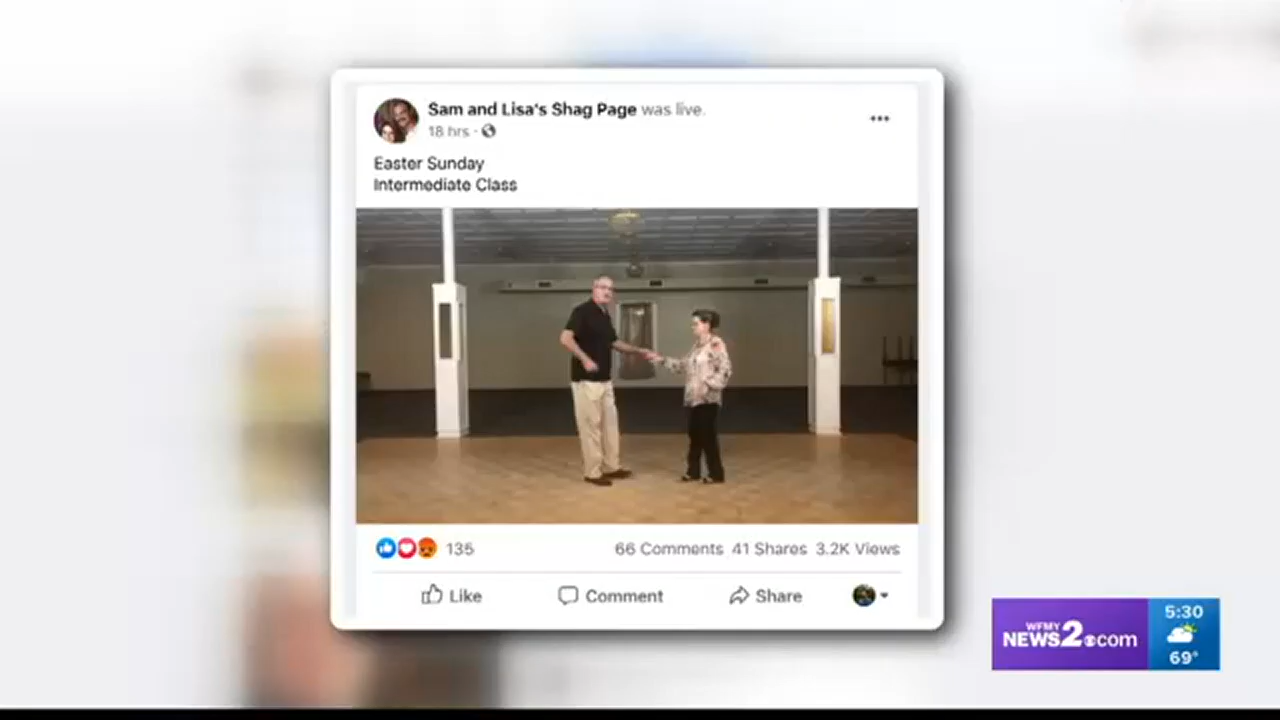 Sam and Lisa's Shag Page was live.
18 hrs ·
Easter Sunday
Intermediate Class
135
66 Comments 41 Shares 3.2K Views
Like Comment Share
WFMY
NEWS2.com
5:30
69°